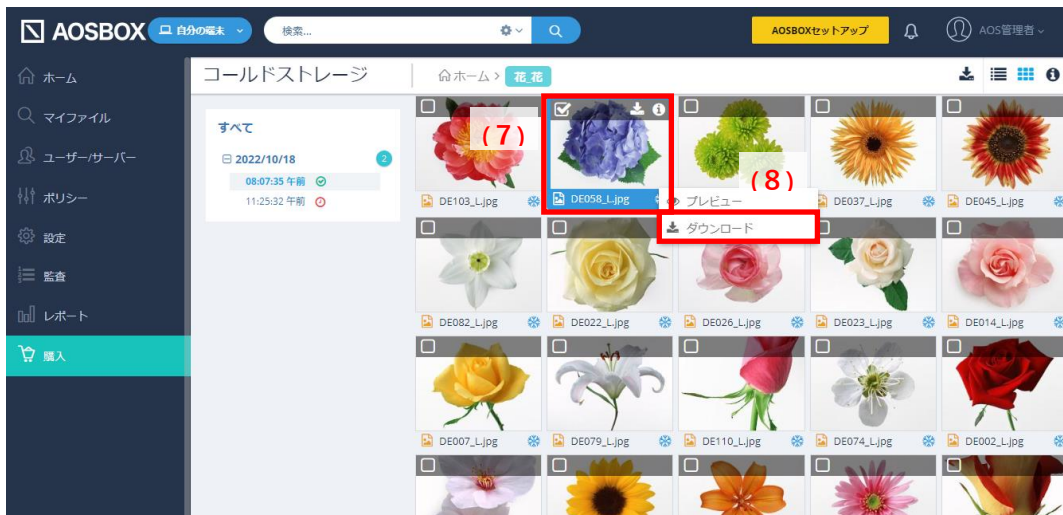 AOSBOX 自分の端末 検索... AOSBOXセットアップ AOS管理者
ホーム
マイファイル
ユーザー/サーバー
ポリシー
設定
監査
レポート
購入
コールドストレージ
ホーム > 花_花
すべて
2022/10/18 2
08:07:35 午前
11:25:32 午前
(7)
(8)
DE103_L.jpg DE058_L.jpg DE037_L.jpg DE045_L.jpg
プレビュー
ダウンロード
DE082_L.jpg DE022_L.jpg DE026_L.jpg DE023_L.jpg DE014_L.jpg
DE007_L.jpg DE079_L.jpg DE110_L.jpg DE074_L.jpg DE002_L.jpg